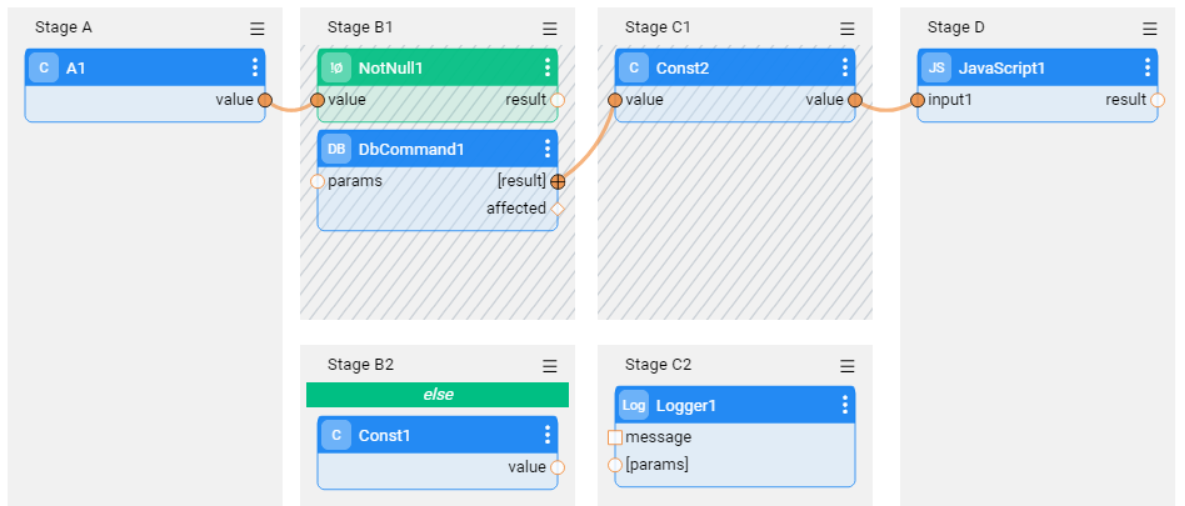 Stage A
C A1
value
Stage B1
!ø NotNull1
value result
DB DbCommand1
params [result]
affected
Stage C1
C Const2
value value
Stage D
JS JavaScript1
input1 result
Stage B2
else
C Const1
value
Stage C2
Log Logger1
message
[params]